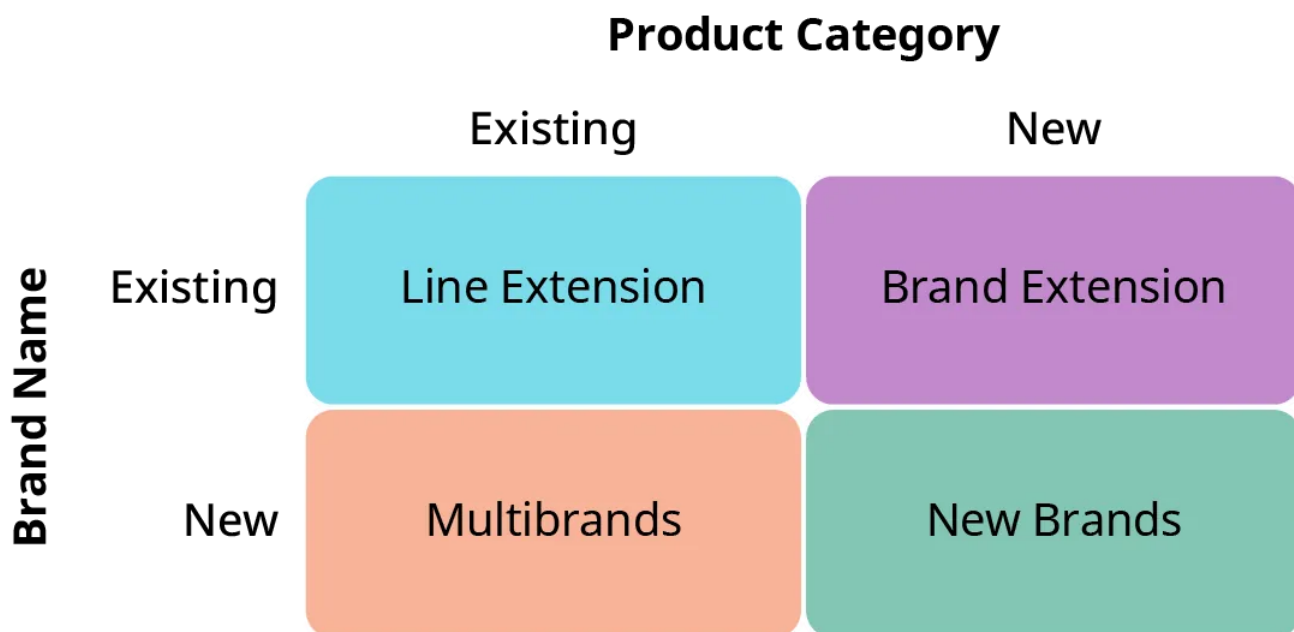 Product Category
Existing
New
Brand Name
Existing
Line Extension
Brand Extension
New
Multibrands
New Brands